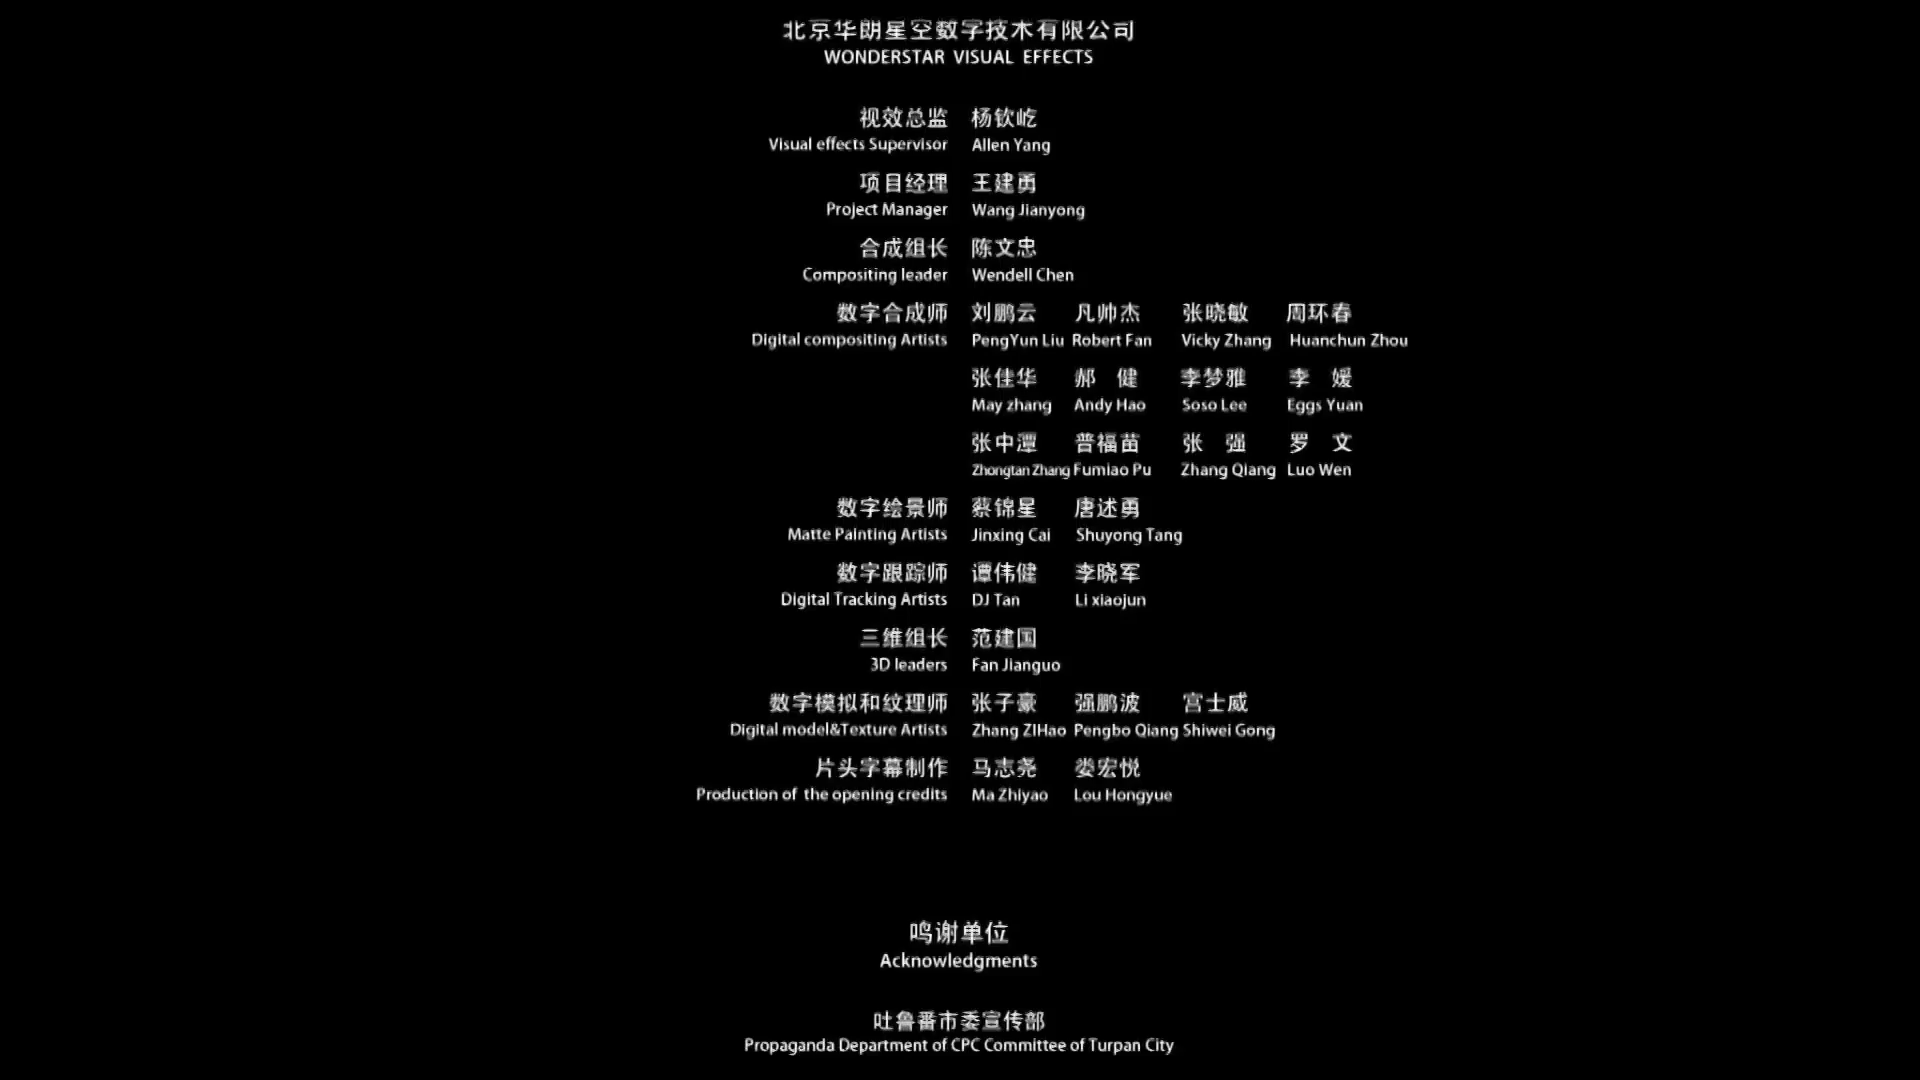 北京华朗星空数字技术有限公司
WONDERSTAR VISUAL EFFECTS
视效总监 杨钦屹
Visual effects Supervisor Allen Yang
项目经理 王建勇
Project Manager Wang Jianyong
合成组长 陈文忠
Compositing leader Wendell Chen
数字合成师 刘鹏云 凡帅杰 张晓敏 周环春
Digital compositing Artists PengYun Liu Robert Fan Vicky Zhang Huanchun Zhou
张佳华 郝 健 李梦雅 李 媛
May zhang Andy Hao Soso Lee Eggs Yuan
张中潭 普福苗 张 强 罗 文
Zhongtan Zhang Fumiao Pu Zhang Qiang Luo Wen
数字绘景师 蔡锦星 唐述勇
Matte Painting Artists Jinxing Cai Shuyong Tang
数字跟踪师 谭伟健 李晓军
Digital Tracking Artists DJ Tan Li xiaojun
三维组长 范建国
3D leaders Fan Jianguo
数字模拟和纹理师 张子豪 强鹏波 宫士威
Digital model&Texture Artists Zhang ZIHao Pengbo Qiang Shiwei Gong
片头字幕制作 马志尧 娄宏悦
Production of the opening credits Ma Zhiyao Lou Hongyue
鸣谢单位
Acknowledgments
吐鲁番市委宣传部
Propaganda Department of CPC Committee of Turpan City